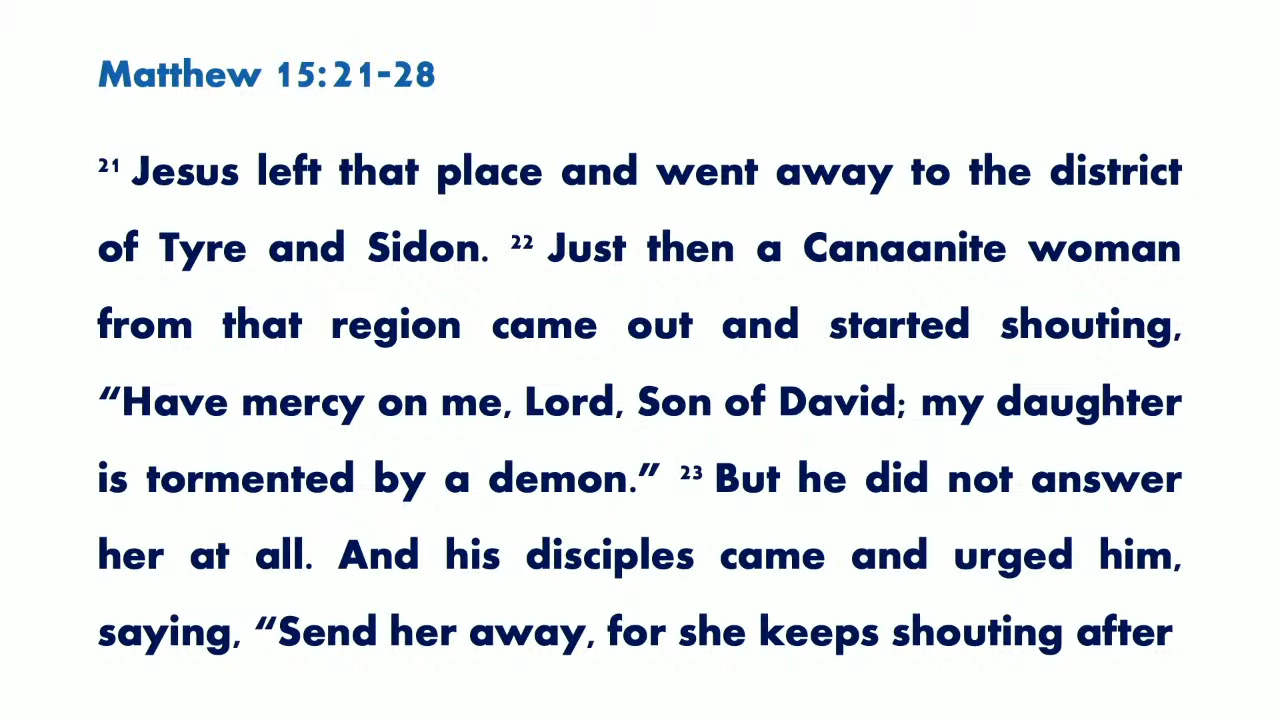 Matthew 15:21-28
21 Jesus left that place and went away to the district
of Tyre and Sidon. 22 Just then a Canaanite woman
from that region came out and started shouting,
“Have mercy on me, Lord, Son of David; my daughter
is tormented by a demon.” 23 But he did not answer
her at all. And his disciples came and urged him,
saying, “Send her away, for she keeps shouting after